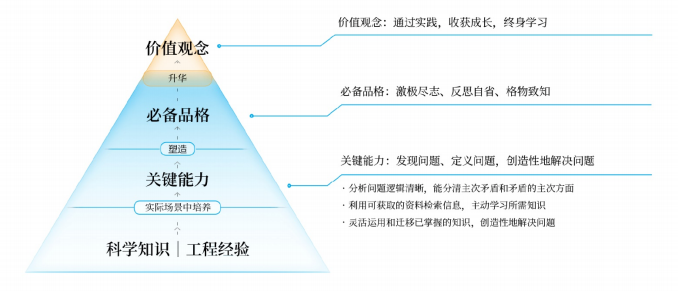 价值观念：通过实践，收获成长，终身学习
价值观念
升华
必备品格：激极尽志、反思自省、格物致知
必备品格
塑造
关键能力：发现问题、定义问题，创造性地解决问题
关键能力
· 分析问题逻辑清晰，能分清主次矛盾和矛盾的主次方面
· 利用可获取的资料检索信息，主动学习所需知识
实际场景中培养
· 灵活运用和迁移已掌握的知识，创造性地解决问题
科学知识｜工程经验